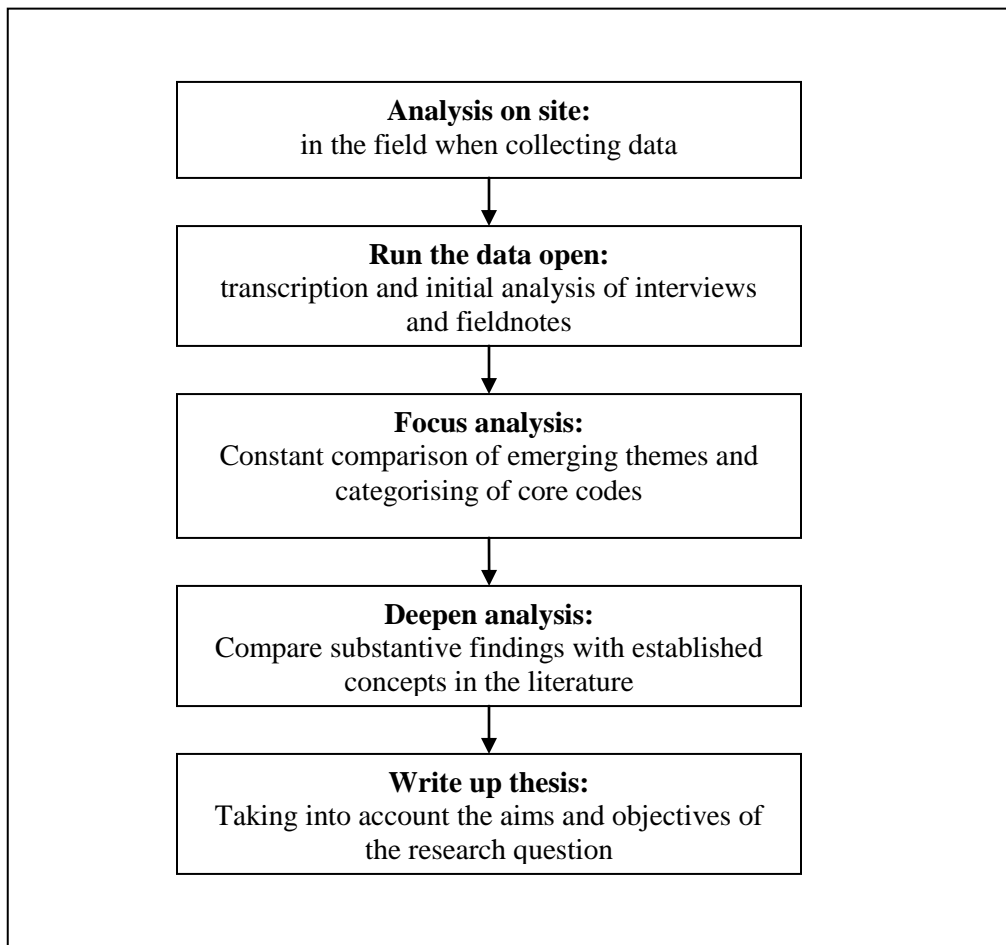 Analysis on site:
in the field when collecting data
Run the data open:
transcription and initial analysis of interviews
and fieldnotes
Focus analysis:
Constant comparison of emerging themes and
categorising of core codes
Deepen analysis:
Compare substantive findings with established
concepts in the literature
Write up thesis:
Taking into account the aims and objectives of
the research question